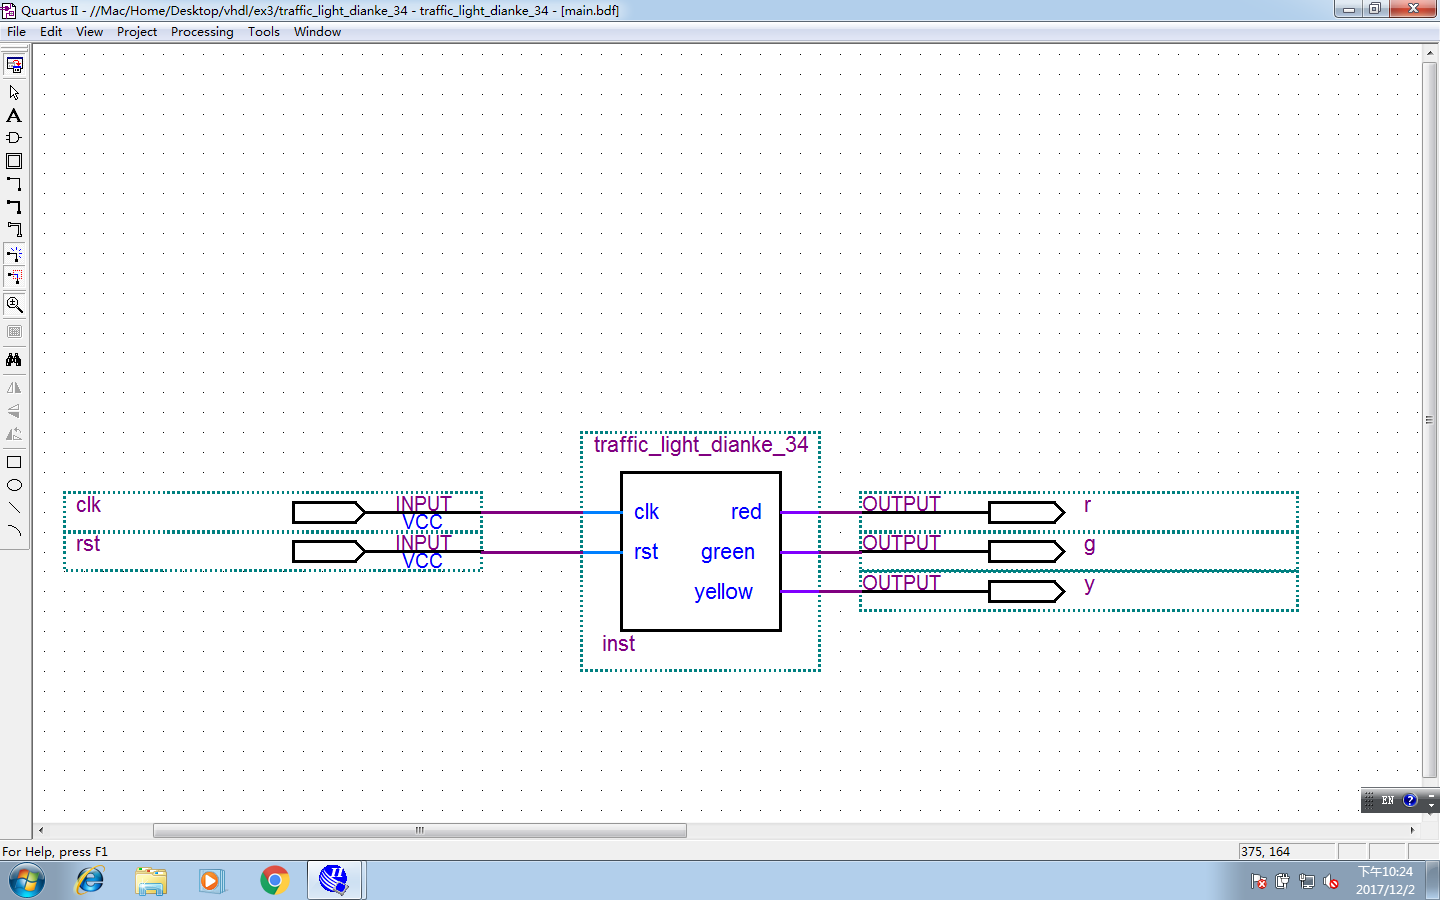 Quartus II - //Mac/Home/Desktop/vhdl/ex3/traffic_light_dianke_34 - traffic_light_dianke_34 - [main.bdf]
File Edit View Project Processing Tools Window
traffic_light_dianke_34
clk INPUT VCC clk red OUTPUT r
rst INPUT VCC rst green OUTPUT g
yellow OUTPUT y
inst
EN
For Help, press F1
375, 164
下午10:24
2017/12/2